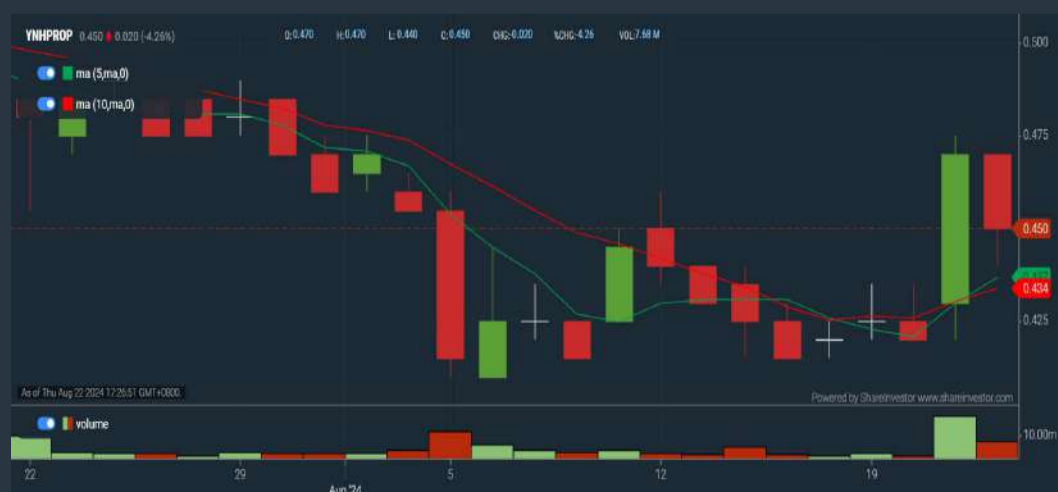 YNHPROP 0.450 0.020 (-4.26%) O:0.470 H:0.470 L:0.440 C:0.450 CHG:-0.020 %CHG:-4.26 VOL:7.68 M
0.500
ma (5,ma,0)
ma (10,ma,0)
0.475
0.450
0.434
0.425
As of Thu Aug 22 2024 17:26:51 GMT+0800.
Powered by ShareInvestor www.shareinvestor.com
volume
10.00m
22 29 5 12 19
Aug '24